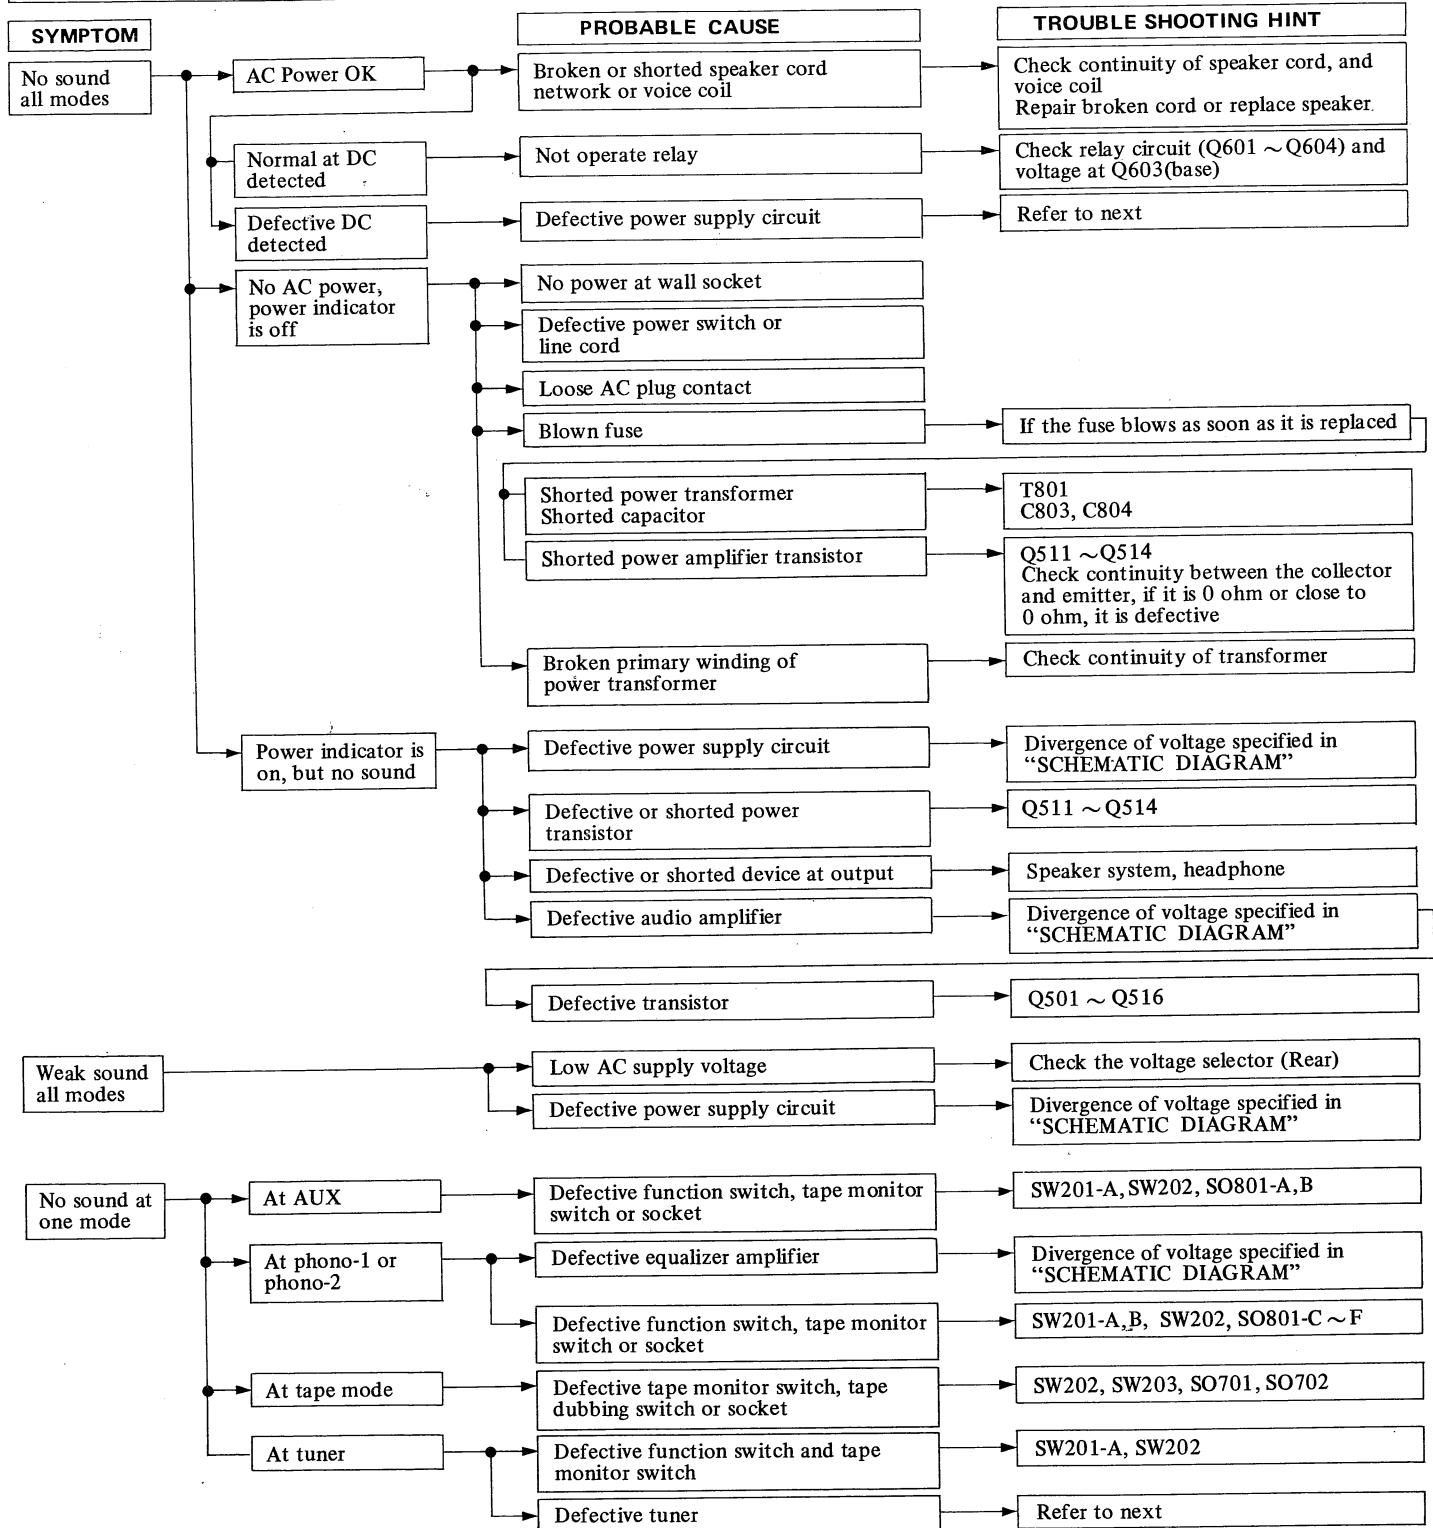 SYMPTOM
PROBABLE CAUSE
TROUBLE SHOOTING HINT
No sound
all modes
AC Power OK
Broken or shorted speaker cord
network or voice coil
Check continuity of speaker cord, and
voice coil
Repair broken cord or replace speaker.
Normal at DC
detected
Not operate relay
Check relay circuit (Q601 ~ Q604) and
voltage at Q603(base)
Defective DC
detected
Defective power supply circuit
Refer to next
No AC power,
power indicator
is off
No power at wall socket
Defective power switch or
line cord
Loose AC plug contact
Blown fuse
If the fuse blows as soon as it is replaced
Shorted power transformer
Shorted capacitor
T801
C803, C804
Shorted power amplifier transistor
Q511 ~Q514
Check continuity between the collector
and emitter, if it is 0 ohm or close to
0 ohm, it is defective
Broken primary winding of
power transformer
Check continuity of transformer
Power indicator is
on, but no sound
Defective power supply circuit
Divergence of voltage specified in
“SCHEMATIC DIAGRAM”
Defective or shorted power
transistor
Q511 ~ Q514
Defective or shorted device at output
Speaker system, headphone
Defective audio amplifier
Divergence of voltage specified in
“SCHEMATIC DIAGRAM”
Defective transistor
Q501 ~ Q516
Weak sound
all modes
Low AC supply voltage
Check the voltage selector (Rear)
Defective power supply circuit
Divergence of voltage specified in
“SCHEMATIC DIAGRAM”
No sound at
one mode
At AUX
Defective function switch, tape monitor
switch or socket
SW201-A, SW202, SO801-A,B
At phono-1 or
phono-2
Defective equalizer amplifier
Divergence of voltage specified in
“SCHEMATIC DIAGRAM”
Defective function switch, tape monitor
switch or socket
SW201-A,B, SW202, SO801-C ~ F
At tape mode
Defective tape monitor switch, tape
dubbing switch or socket
SW202, SW203, SO701, SO702
At tuner
Defective function switch and tape
monitor switch
SW201-A, SW202
Defective tuner
Refer to next